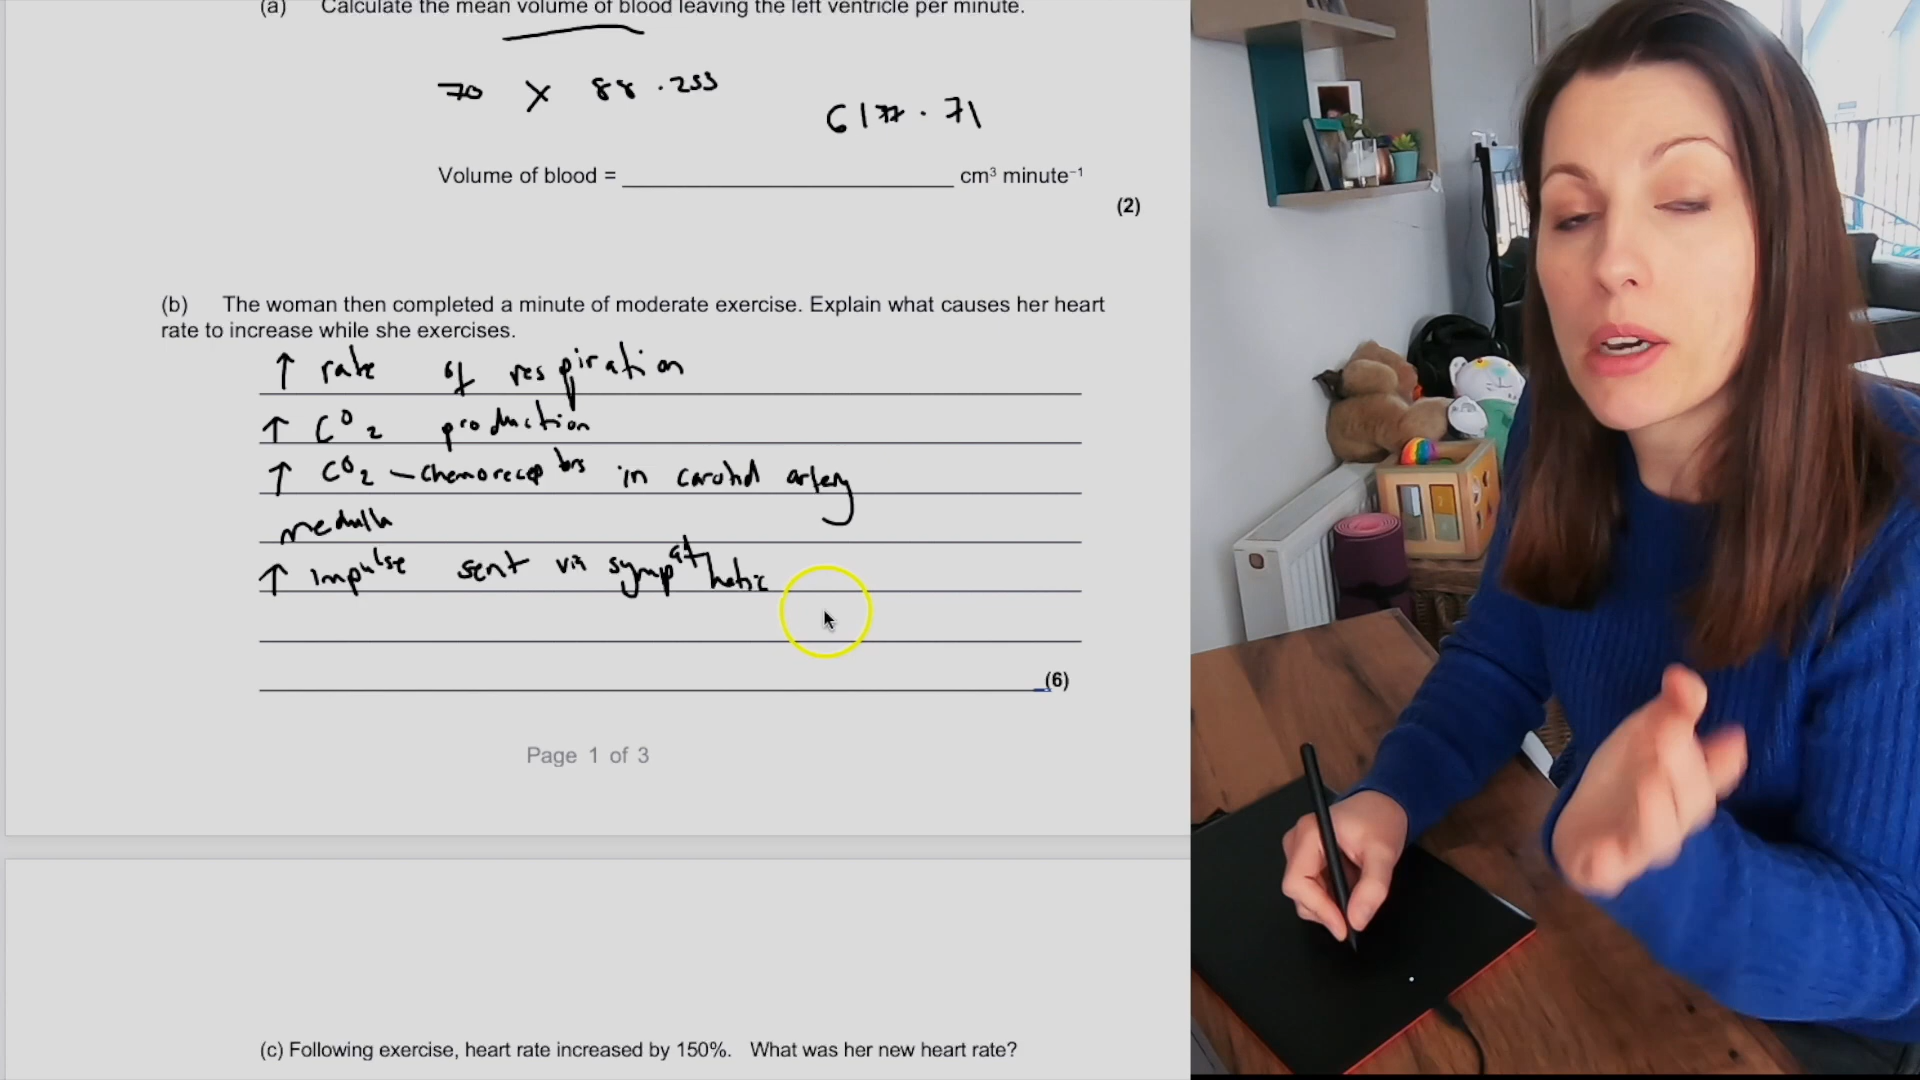 (a) Calculate the mean volume of blood leaving the left ventricle per minute.
70 × 88.253
6177.71
Volume of blood = ____ cm³ minute⁻¹
(2)
(b) The woman then completed a minute of moderate exercise. Explain what causes her heart
rate to increase while she exercises.
↑ rate of respiration
↑ CO₂ production
↑ CO₂ – chemoreceptors in carotid artery
medulla
↑ impulse sent via sympathetic
(6)
Page 1 of 3
(c) Following exercise, heart rate increased by 150%. What was her new heart rate?